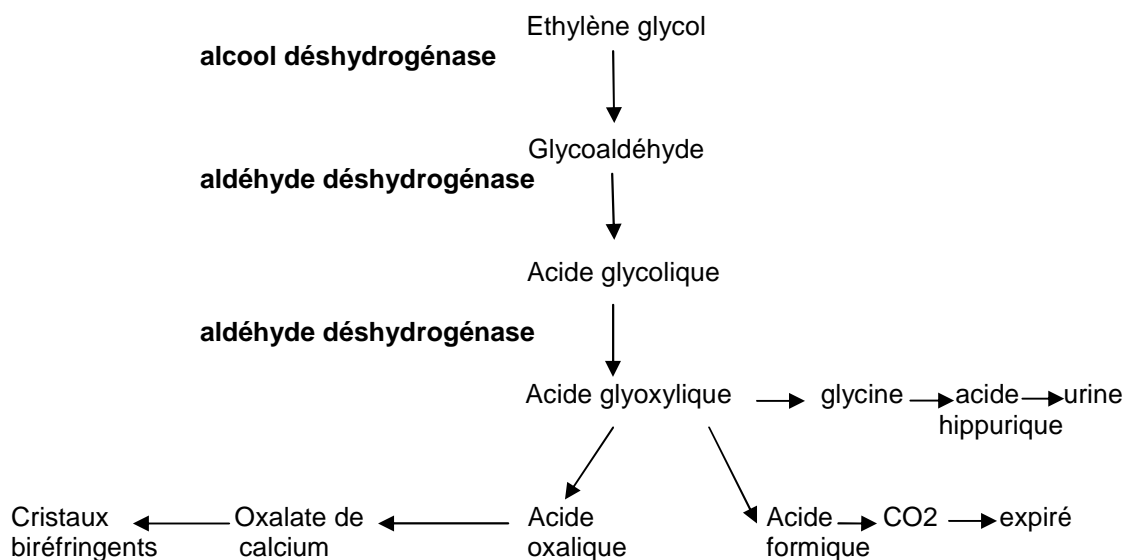 Ethylène glycol
alcool déshydrogénase
Glycoaldéhyde
aldéhyde déshydrogénase
Acide glycolique
aldéhyde déshydrogénase
Acide glyoxylique glycine acide urine
hippurique
Cristaux Oxalate de Acide Acide CO2 expiré
biréfringents calcium oxalique formique